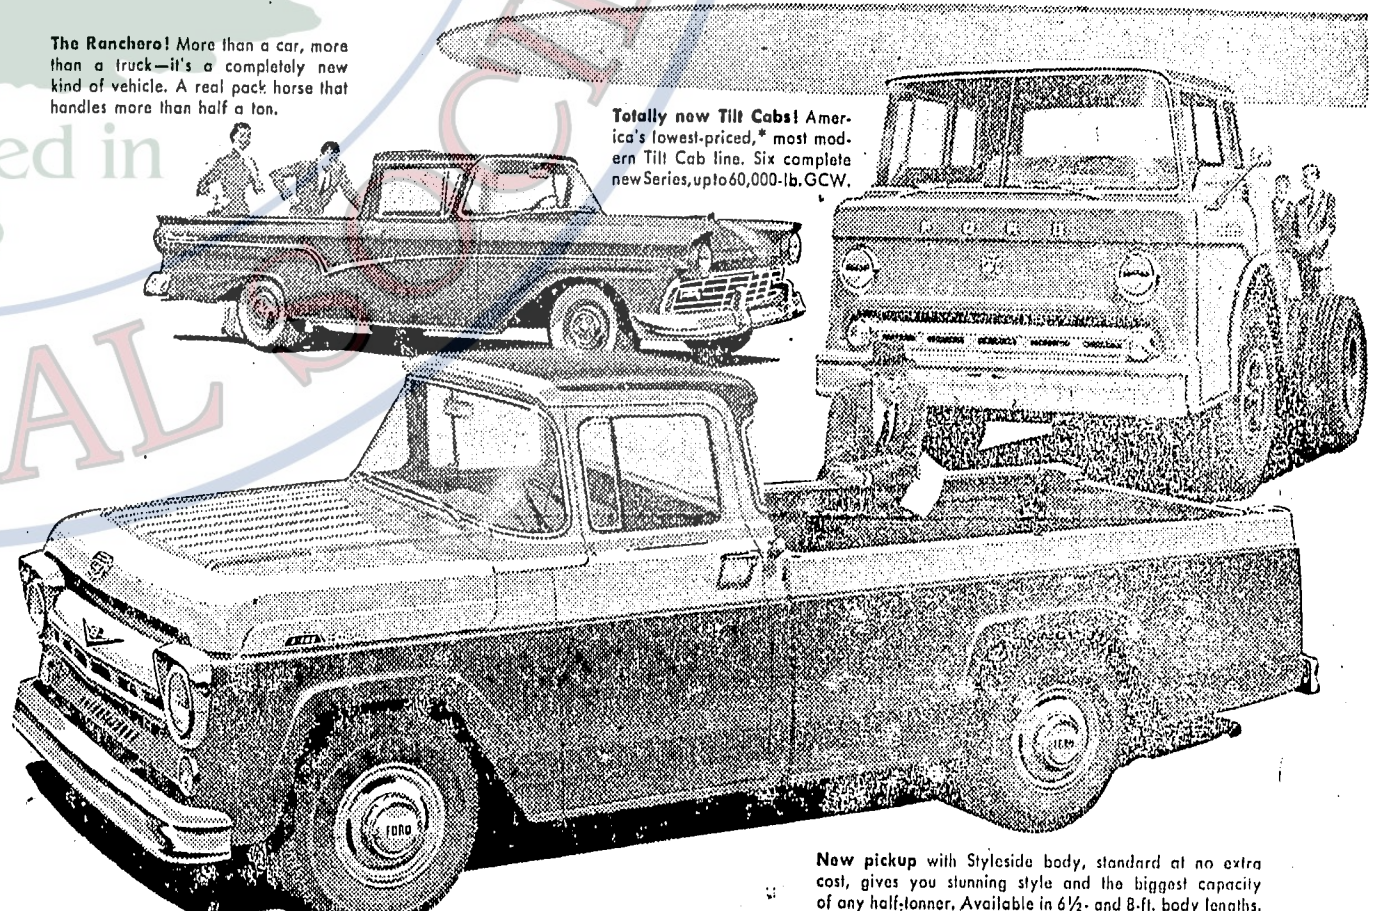 The Ranchero! More than a car, more
than a truck—it's a completely new
kind of vehicle. A real pack horse that
handles more than half a ton.
Totally new Tilt Cabs! Amer-
ica's lowest-priced,* most mod-
ern Tilt Cab line. Six complete
new Series, up to 60,000-lb. GCW.
ed in
AL SOCI
FORD
FORD
FORD
New pickup with Styleside body, standard at no extra
cost, gives you stunning style and the biggest capacity
of any half-tonner. Available in 6½- and 8-ft. body lengths.